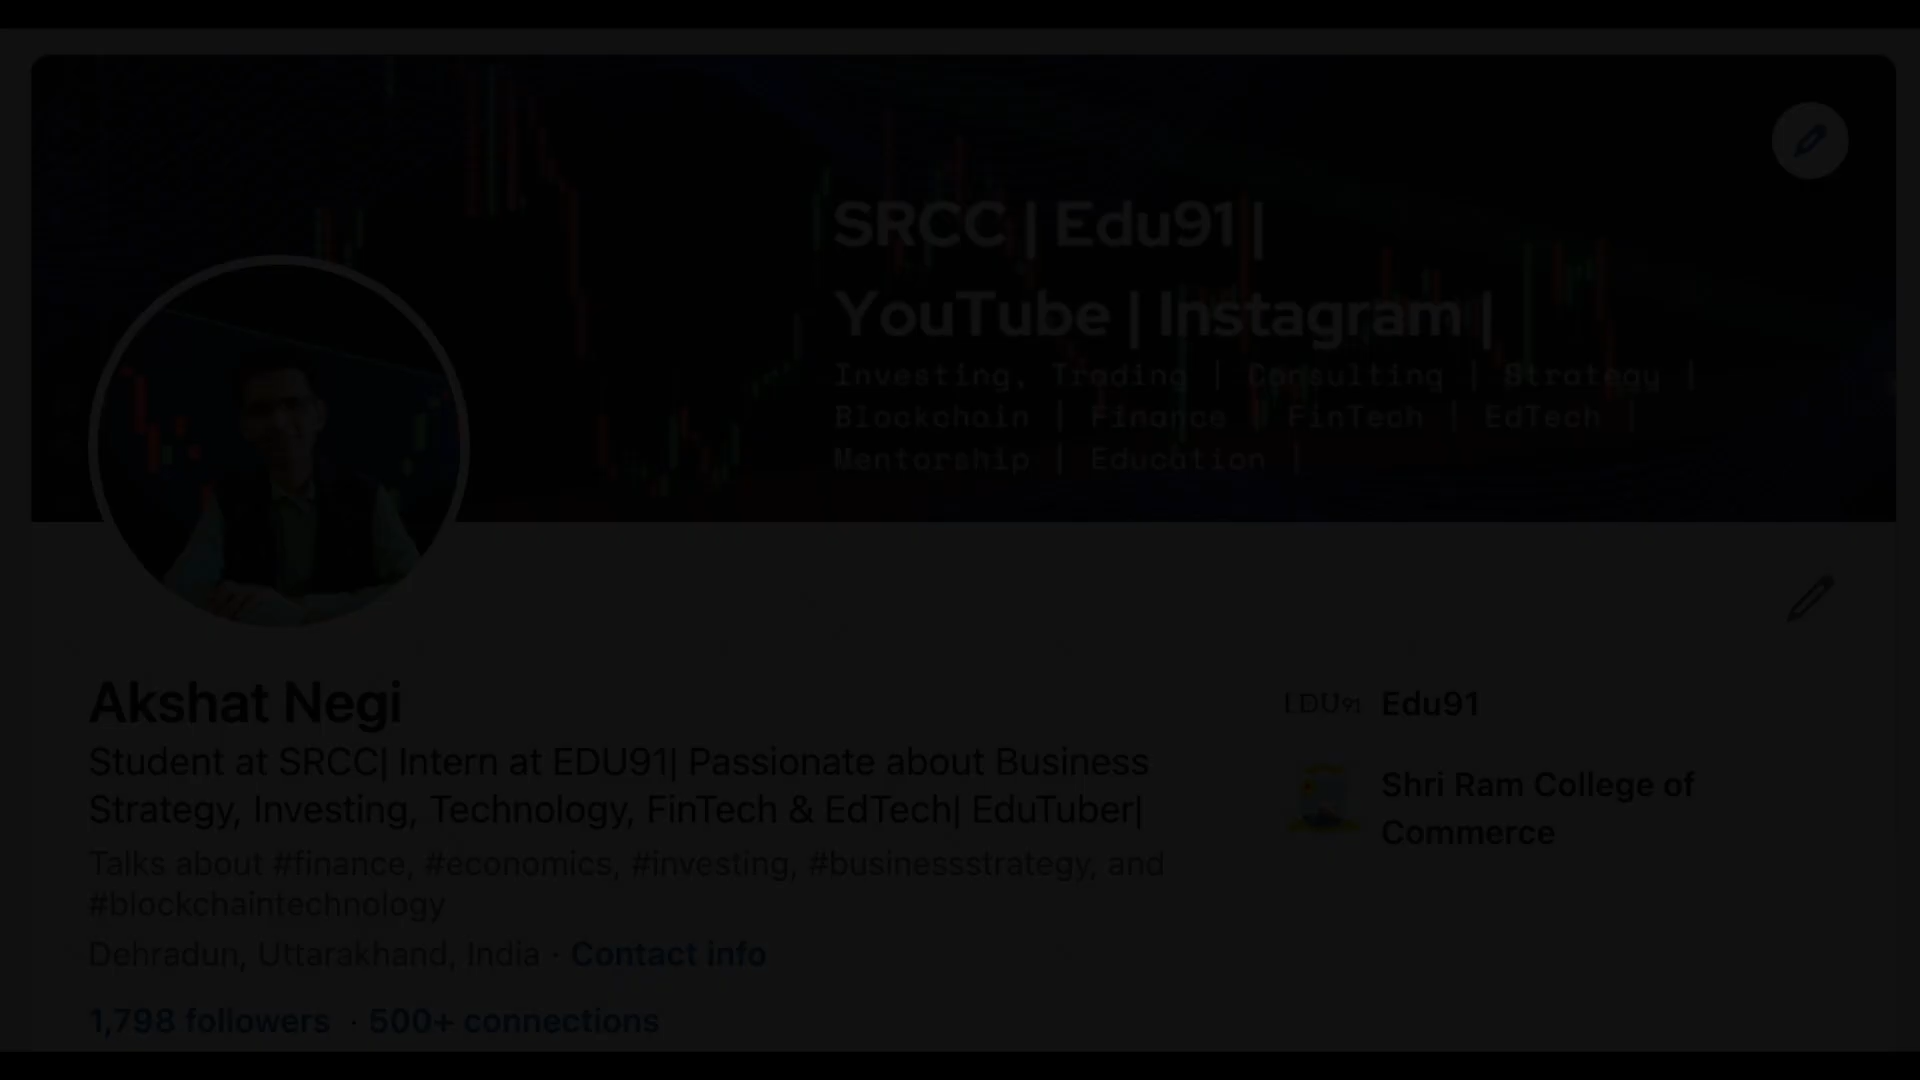 SRCC | Edu91 |
YouTube | Instagram |
Investing, Trading | Consulting | Strategy |
Blockchain | Finance | FinTech | EdTech |
Mentorship | Education |
Akshat Negi
Student at SRCC| Intern at EDU91| Passionate about Business
Strategy, Investing, Technology, FinTech & EdTech| EduTuber|
Talks about #finance, #economics, #investing, #businessstrategy, and
#blockchaintechnology
Dehradun, Uttarakhand, India · Contact info
1,798 followers · 500+ connections
EDU91 Edu91
Shri Ram College of
Commerce